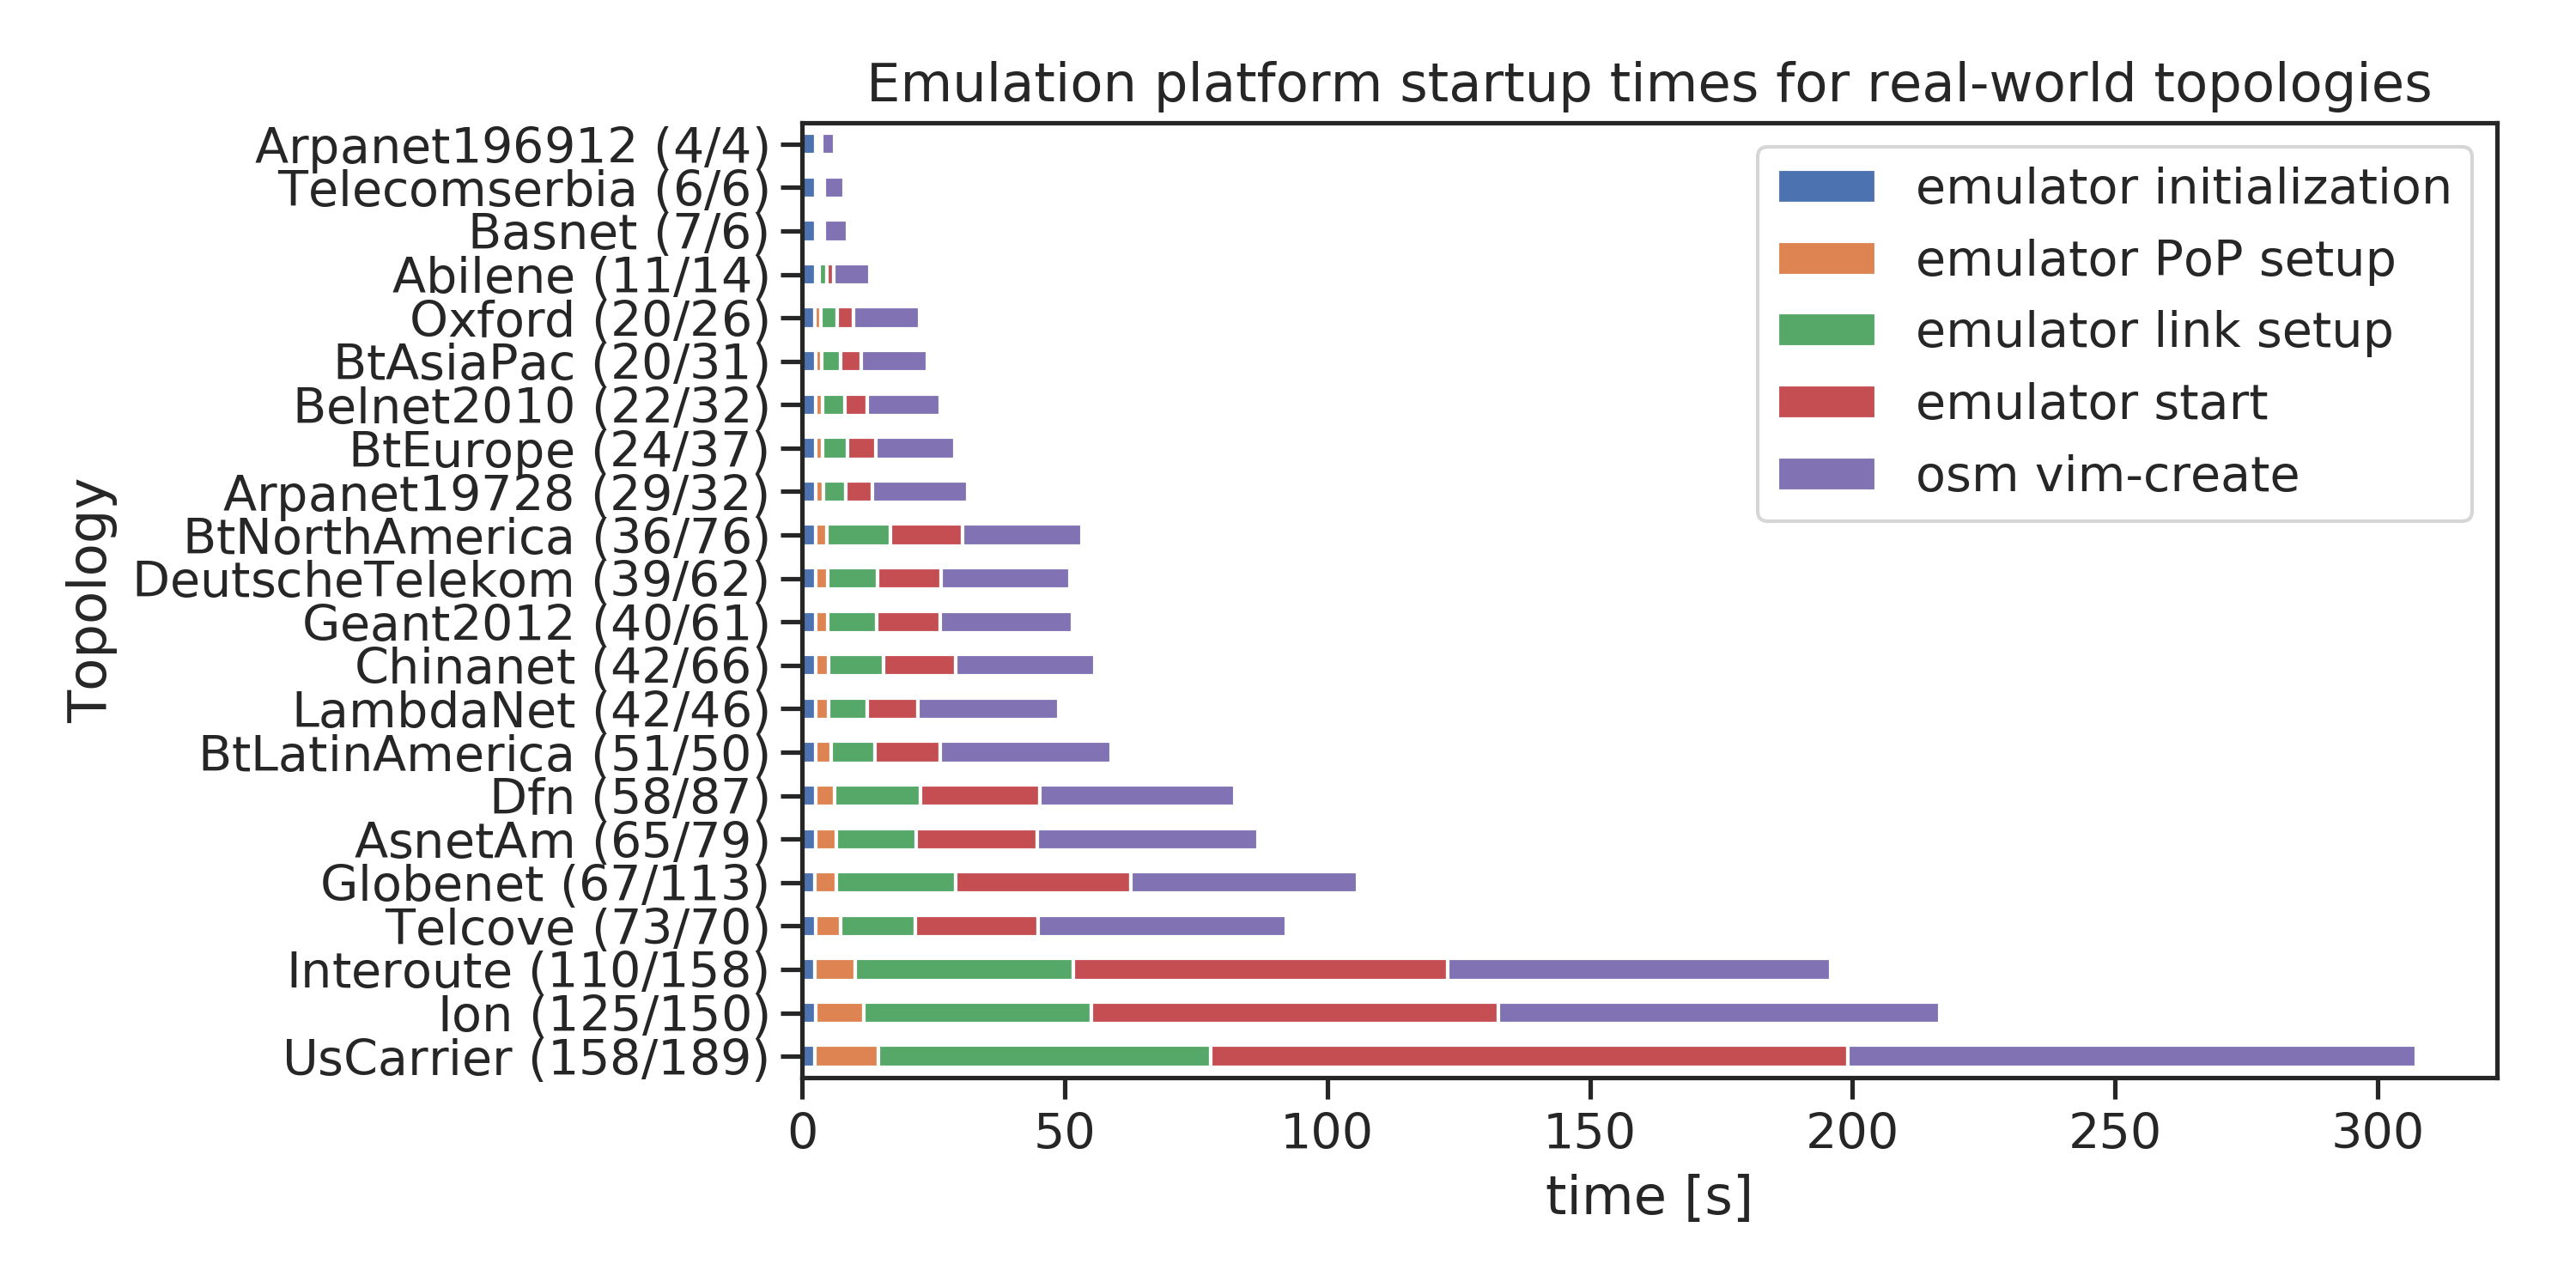 Emulation platform startup times for real-world topologies
Topology
Arpanet196912 (4/4)
Telecomserbia (6/6)
Basnet (7/6)
Abilene (11/14)
Oxford (20/26)
BtAsiaPac (20/31)
Belnet2010 (22/32)
BtEurope (24/37)
Arpanet19728 (29/32)
BtNorthAmerica (36/76)
DeutscheTelekom (39/62)
Geant2012 (40/61)
Chinanet (42/66)
LambdaNet (42/46)
BtLatinAmerica (51/50)
Dfn (58/87)
AsnetAm (65/79)
Globenet (67/113)
Telcove (73/70)
Interoute (110/158)
Ion (125/150)
UsCarrier (158/189)
emulator initialization
emulator PoP setup
emulator link setup
emulator start
osm vim-create
0 50 100 150 200 250 300
time [s]